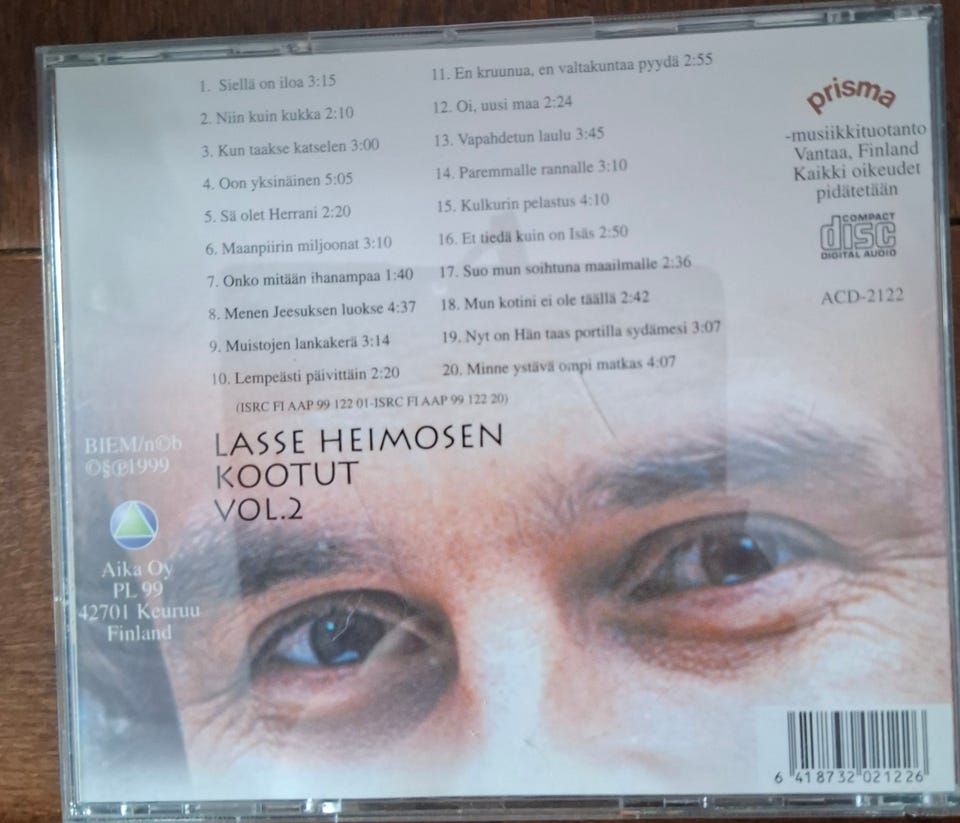 1. Siellä on iloa 3:15
2. Niin kuin kukka 2:10
3. Kun taakse katselen 3:00
4. Oon yksinäinen 5:05
5. Sä olet Herrani 2:20
6. Maanpiirin miljoonat 3:10
7. Onko mitään ihanampaa 1:40
8. Menen Jeesuksen luokse 4:37
9. Muistojen lankakerä 3:14
10. Lempeästi päivittäin 2:20
11. En kruunua, en valtakuntaa pyydä 2:55
12. Oi, uusi maa 2:24
13. Vapahdetun laulu 3:45
14. Paremmalle rannalle 3:10
15. Kulkurin pelastus 4:10
16. Et tiedä kuin on Isäs 2:50
17. Suo mun soihtuna maailmalle 2:36
18. Mun kotini ei ole täällä 2:42
19. Nyt on Hän taas portilla sydämesi 3:07
20. Minne ystävä ompi matkas 4:07
(ISRC FI AAP 99 122 01-ISRC FI AAP 99 122 20)
prisma
-musiikkituotanto
Vantaa, Finland
Kaikki oikeudet
pidätetään
COMPACT
disc
DIGITAL AUDIO
ACD-2122
LASSE HEIMOSEN
KOOTUT
VOL.2
BIEM/n©b
©§℗1999
Aika Oy
PL 99
42701 Keuruu
Finland
6 418732 021226